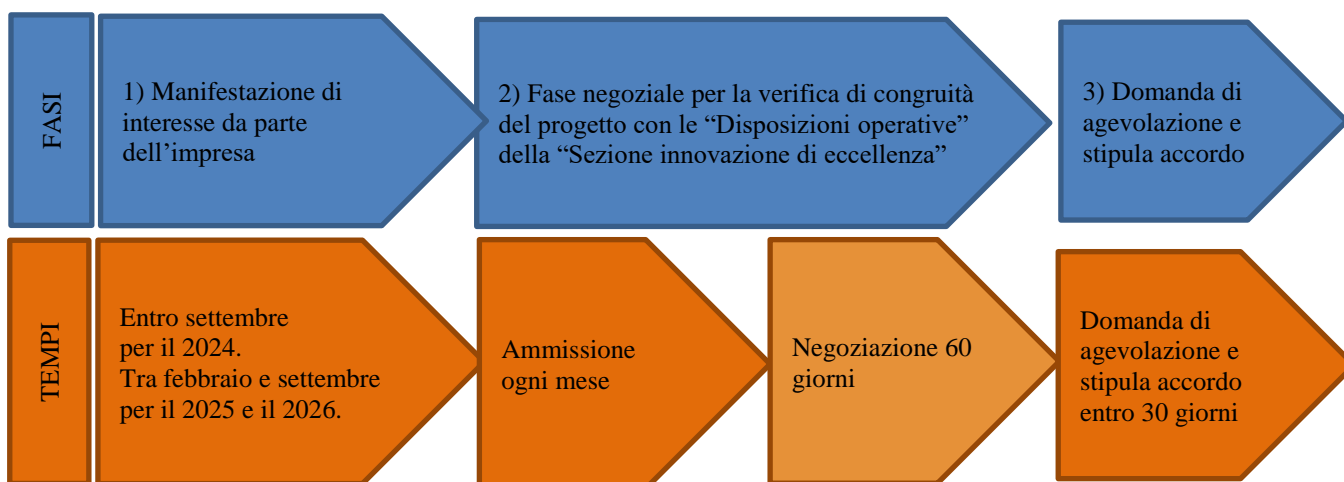 FASI
1) Manifestazione di
interesse da parte
dell’impresa
2) Fase negoziale per la verifica di congruità
del progetto con le “Disposizioni operative”
della “Sezione innovazione di eccellenza”
3) Domanda di
agevolazione e
stipula accordo
TEMPI
Entro settembre
per il 2024.
Tra febbraio e settembre
per il 2025 e il 2026.
Ammissione
ogni mese
Negoziazione 60
giorni
Domanda di
agevolazione e
stipula accordo
entro 30 giorni